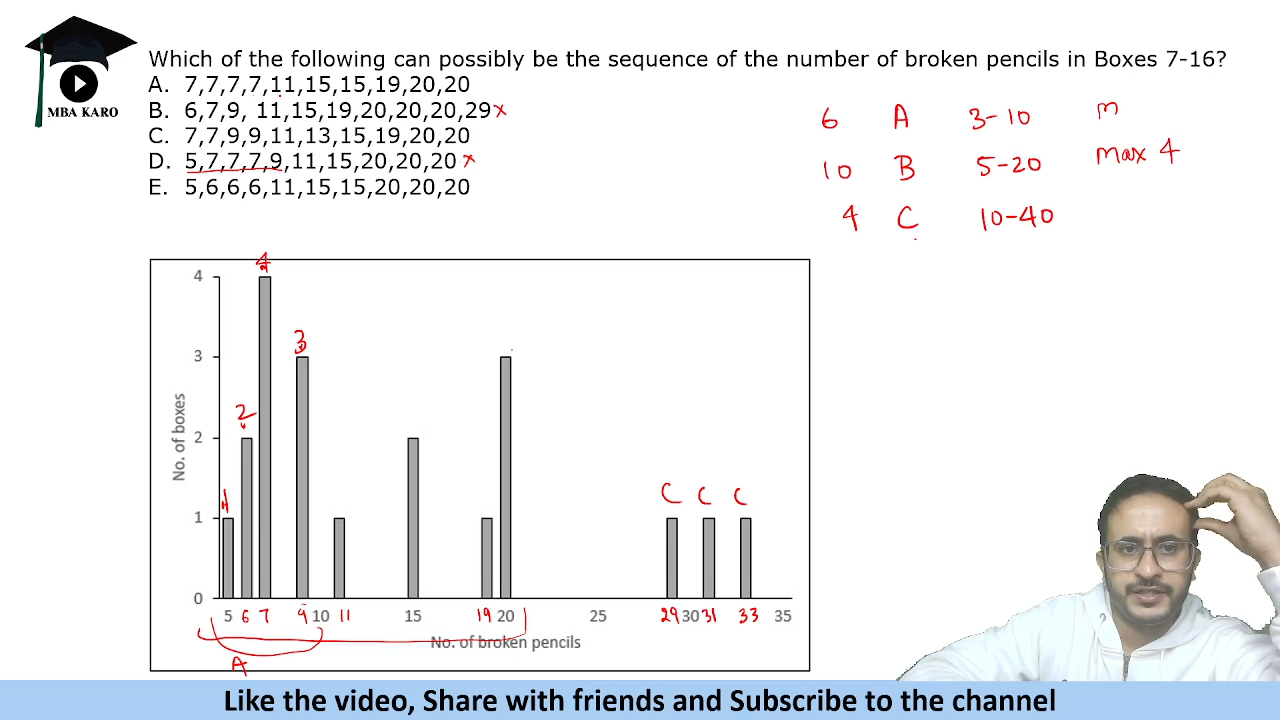 MBA KARO
Which of the following can possibly be the sequence of the number of broken pencils in Boxes 7-16?
A. 7,7,7,7,11,15,15,19,20,20
B. 6,7,9, 11,15,19,20,20,20,29 x
C. 7,7,9,9,11,13,15,19,20,20
D. 5,7,7,7,9,11,15,20,20,20 x
E. 5,6,6,6,11,15,15,20,20,20
6 A 3-10 m
10 B 5-20 max 4
4 C 10-40
4
3
2
1
0
No. of boxes
1
2
4
3
C C C
5 6 7 9 10 11 15 19 20 25 29 30 31 33 35
No. of broken pencils
A
Like the video, Share with friends and Subscribe to the channel